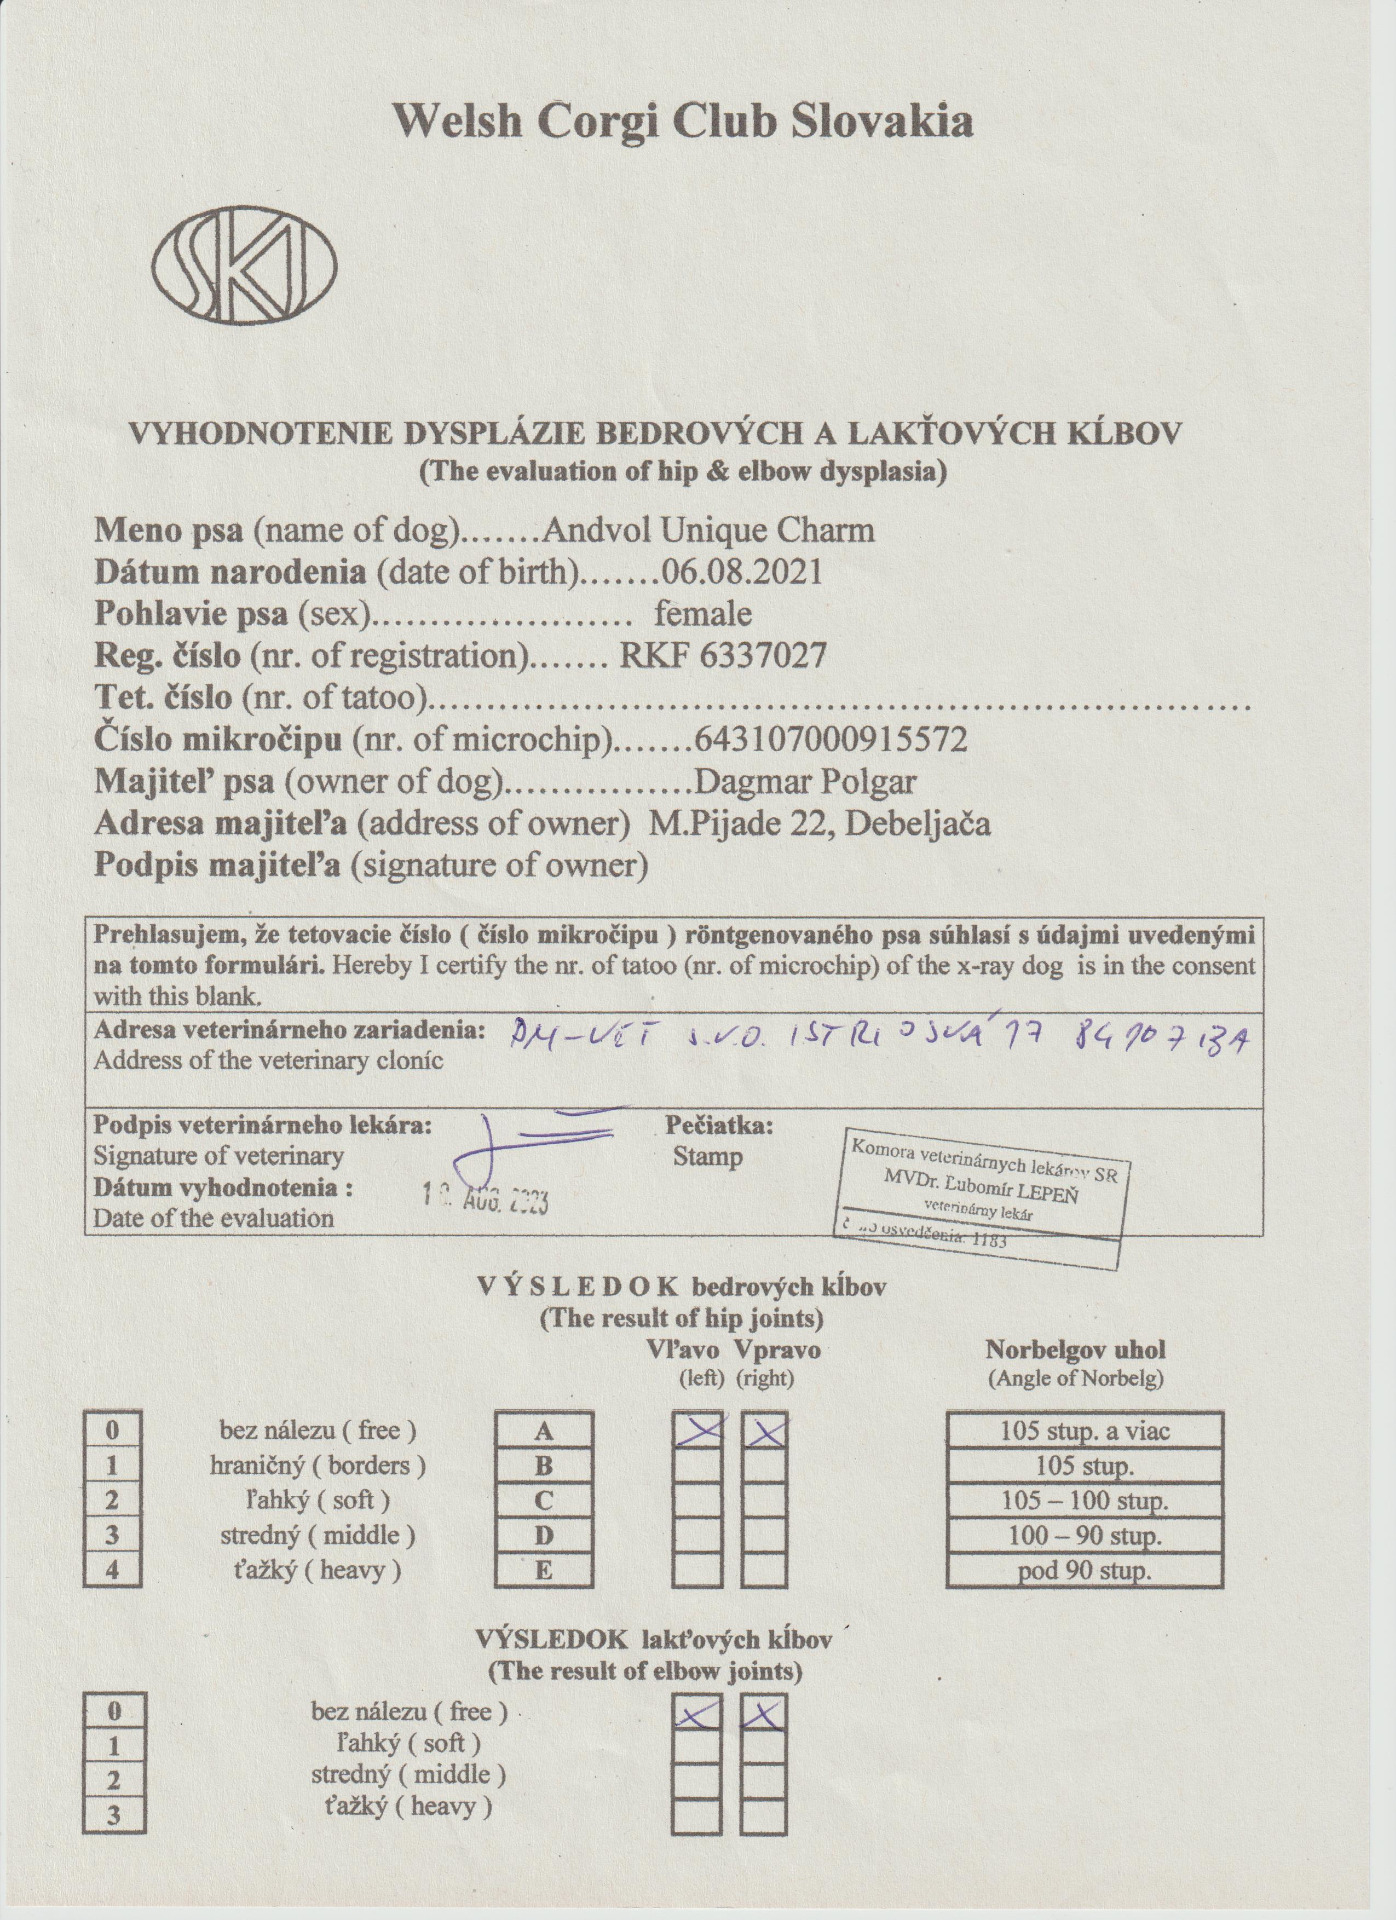 Welsh Corgi Club Slovakia
SKJ
VYHODNOTENIE DYSPLÁZIE BEDROVÝCH A LAKŤOVÝCH KĹBOV
(The evaluation of hip & elbow dysplasia)
Meno psa (name of dog).......Andvol Unique Charm
Dátum narodenia (date of birth).......06.08.2021
Pohlavie psa (sex)....................... female
Reg. číslo (nr. of registration)....... RKF 6337027
Tet. číslo (nr. of tatoo)........................................................................
Číslo mikročipu (nr. of microchip).......643107000915572
Majiteľ psa (owner of dog).................Dagmar Polgar
Adresa majiteľa (address of owner) M.Pijade 22, Debeljača
Podpis majiteľa (signature of owner)
Prehlasujem, že tetovacie číslo ( číslo mikročipu ) röntgenovaného psa súhlasí s údajmi uvedenými
na tomto formulári. Hereby I certify the nr. of tatoo (nr. of microchip) of the x-ray dog is in the consent
with this blank.
Adresa veterinárneho zariadenia: AM-VET S.V.O. ISTRIJSKÁ 17 84107 BA
Address of the veterinary cloníc
Podpis veterinárneho lekára: Pečiatka:
Signature of veterinary Stamp
Dátum vyhodnotenia :
Date of the evaluation AUG. 2023
Komora veterinárnych lekárov SR
MVDr. Ľubomír LEPEŇ
veterinárny lekár
osvedčenia: 1183
V Ý S L E D O K bedrových kĺbov
(The result of hip joints)
Vľavo Vpravo Norbelgov uhol
(left) (right) (Angle of Norbelg)
0 bez nálezu ( free ) A X X 105 stup. a viac
1 hraničný ( borders ) B 105 stup.
2 ľahký ( soft ) C 105 – 100 stup.
3 stredný ( middle ) D 100 – 90 stup.
4 ťažký ( heavy ) E pod 90 stup.
VÝSLEDOK lakťových kĺbov
(The result of elbow joints)
0 bez nálezu ( free ) X X
1 ľahký ( soft )
2 stredný ( middle )
3 ťažký ( heavy )